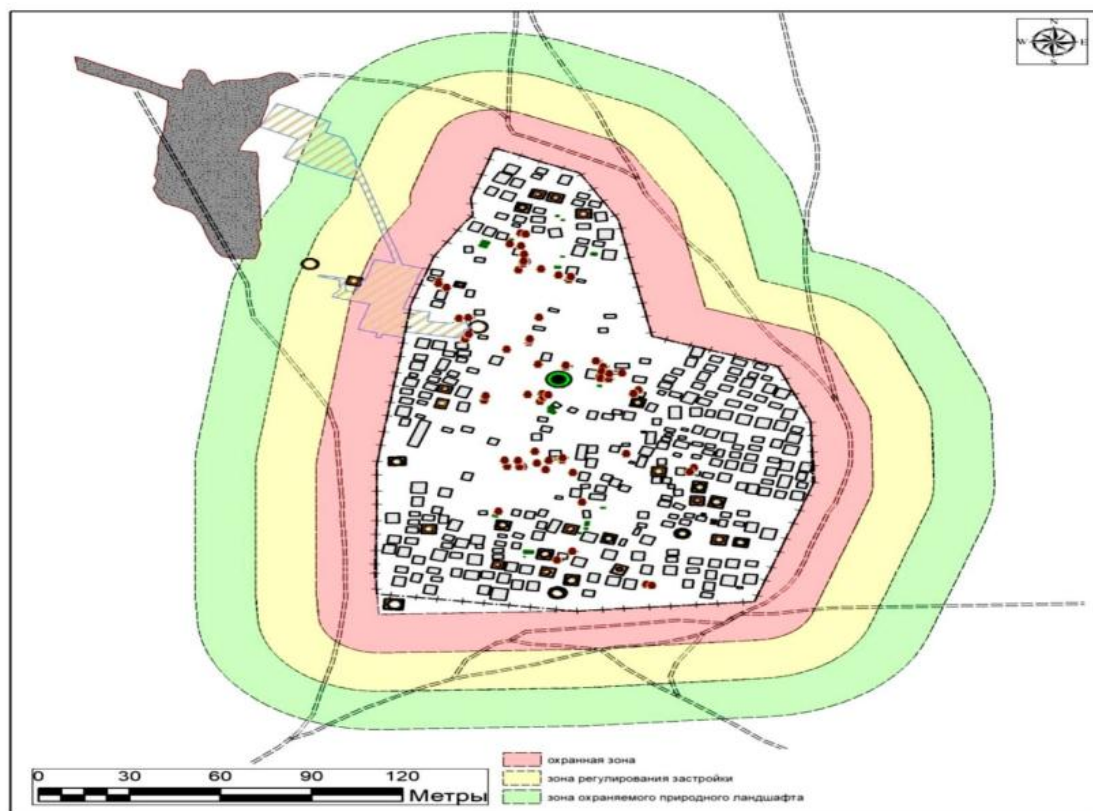 N
W E
S
охранная зона
зона регулирования застройки
зона охраняемого природного ландшафта
0 30 60 90 120
Метры